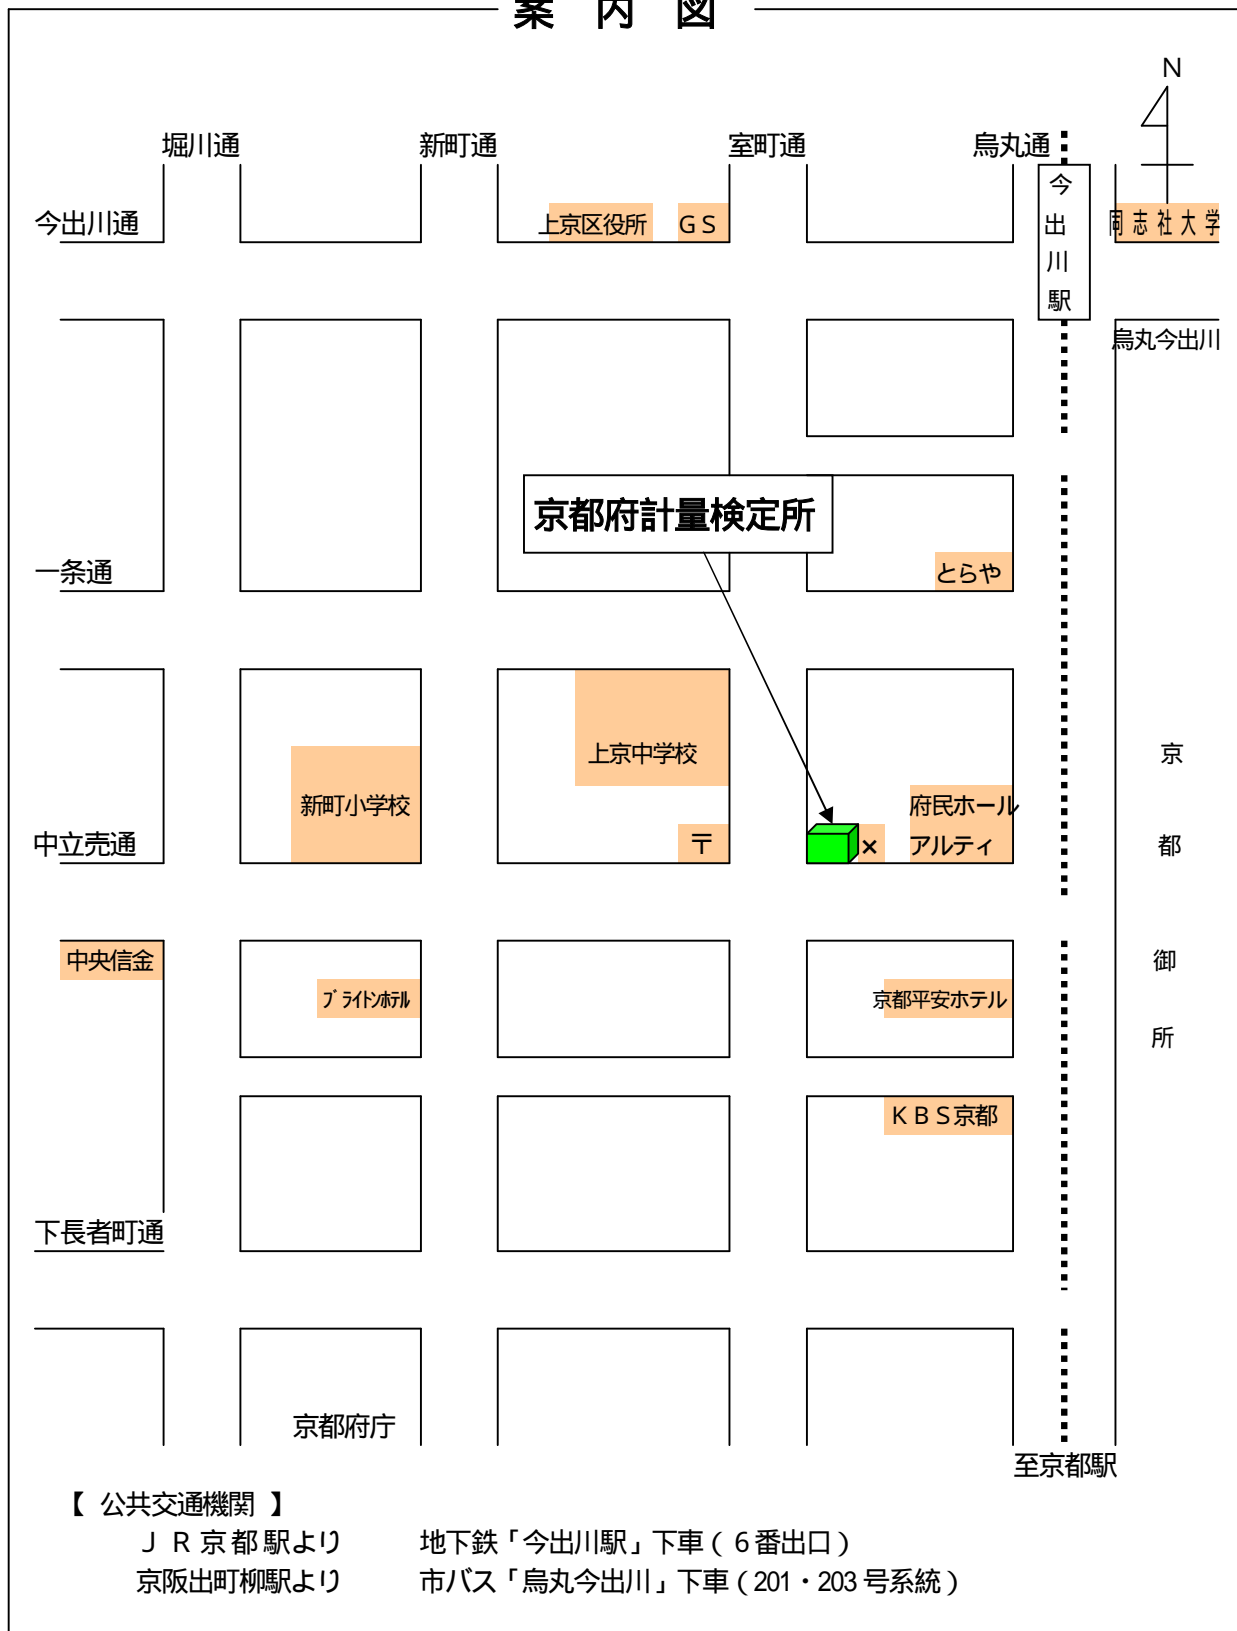 案 内 図
N
堀川通 新町通 室町通 烏丸通
今出川駅
今出川通
上京区役所 ＧＳ
同志社大学
烏丸今出川
京都府計量検定所
一条通
とらや
上京中学校
新町小学校
府民ホール
アルティ
中立売通
〒
×
京都御所
中央信金
ﾌﾞﾗｲﾄﾝﾎﾃﾙ
京都平安ホテル
ＫＢＳ京都
下長者町通
京都府庁
至京都駅
【 公共交通機関 】
ＪＲ京都駅より 地下鉄「今出川駅」下車（６番出口）
京阪出町柳駅より 市バス「烏丸今出川」下車（201・203号系統）